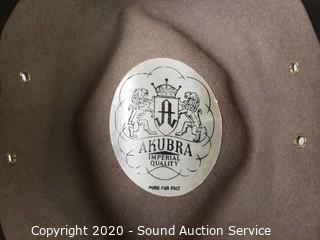 A
AKUBRA
IMPERIAL
QUALITY
PURE FUR FELT
Copyright 2020 - Sound Auction Service